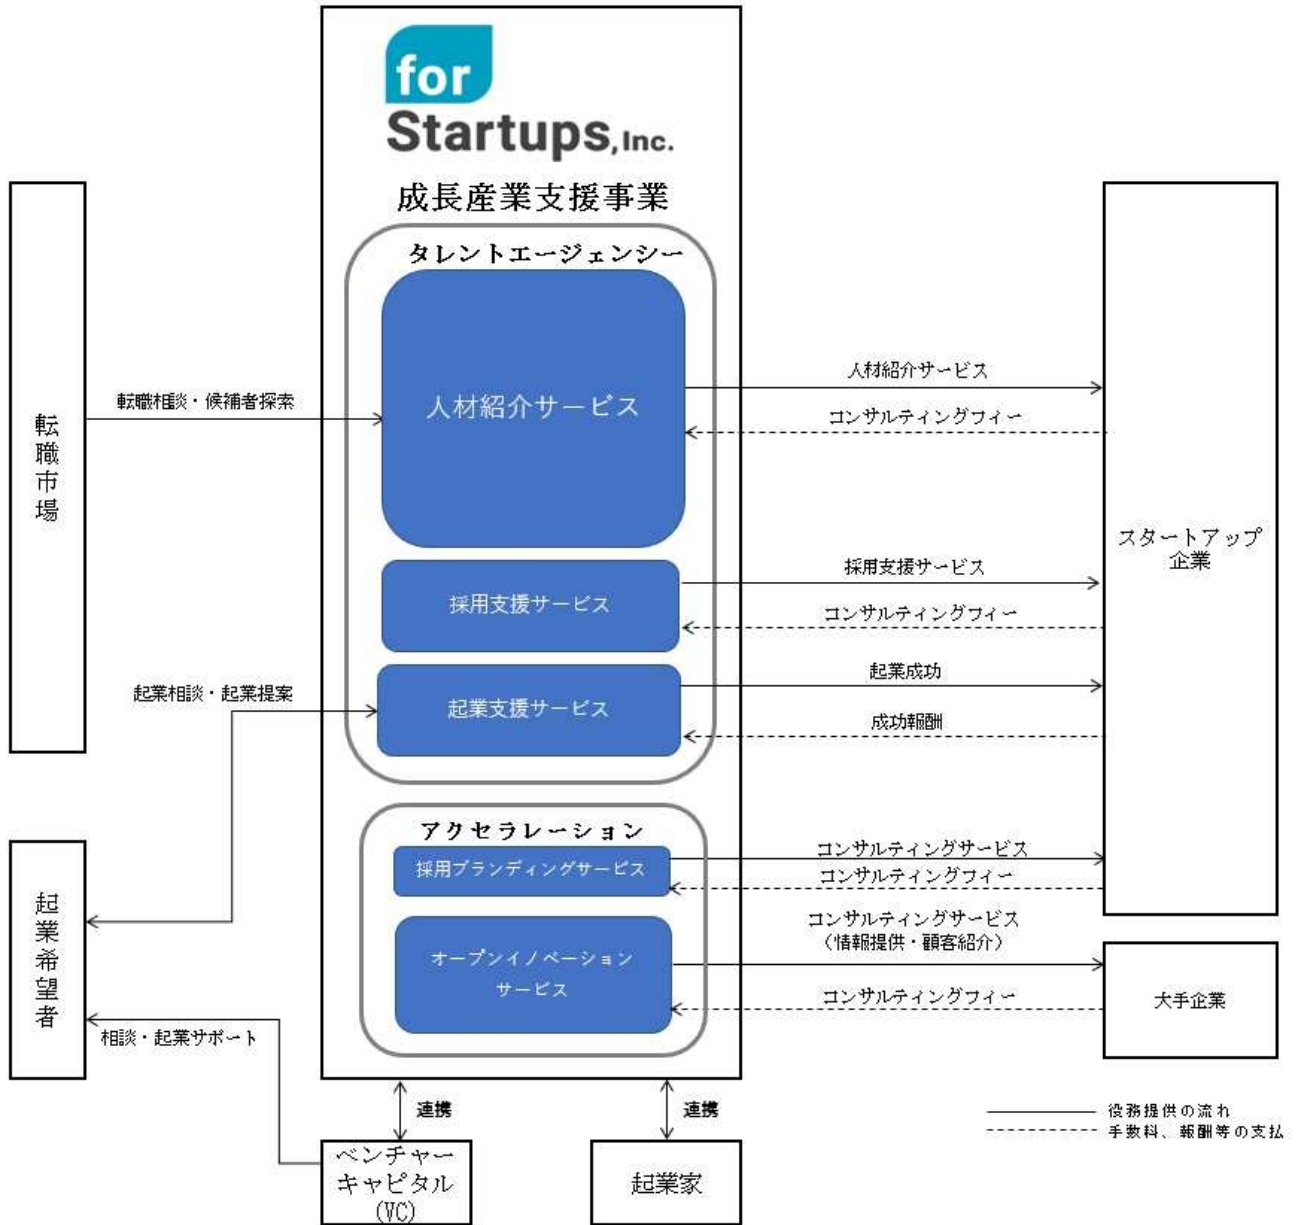 for
Startups,Inc.
成長産業支援事業
タレントエージェンシー
人材紹介サービス
人材紹介サービス
転職相談・候補者探索
コンサルティングフィー
転職市場
スタートアップ
企業
採用支援サービス
採用支援サービス
コンサルティングフィー
起業成功
起業相談・起業提案
起業支援サービス
成功報酬
アクセラレーション
コンサルティングサービス
採用ブランディングサービス
コンサルティングフィー
起業希望者
コンサルティングサービス
(情報提供・顧客紹介)
オープンイノベーション
サービス
コンサルティングフィー
大手企業
相談・起業サポート
連携
連携
役務提供の流れ
手数料、報酬等の支払
ベンチャー
キャピタル
(VC)
起業家